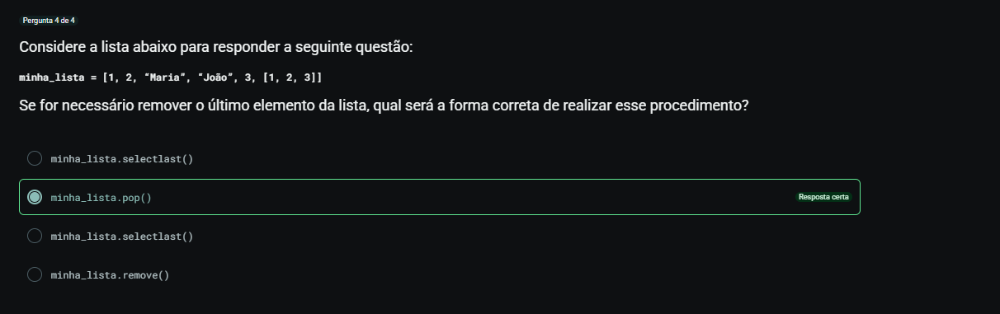 Pergunta 4 de 4
Considere a lista abaixo para responder a seguinte questão:
minha_lista = [1, 2, “Maria”, “João”, 3, [1, 2, 3]]
Se for necessário remover o último elemento da lista, qual será a forma correta de realizar esse procedimento?
minha_lista.selectlast()
minha_lista.pop()
Resposta certa
minha_lista.selectlast()
minha_lista.remove()